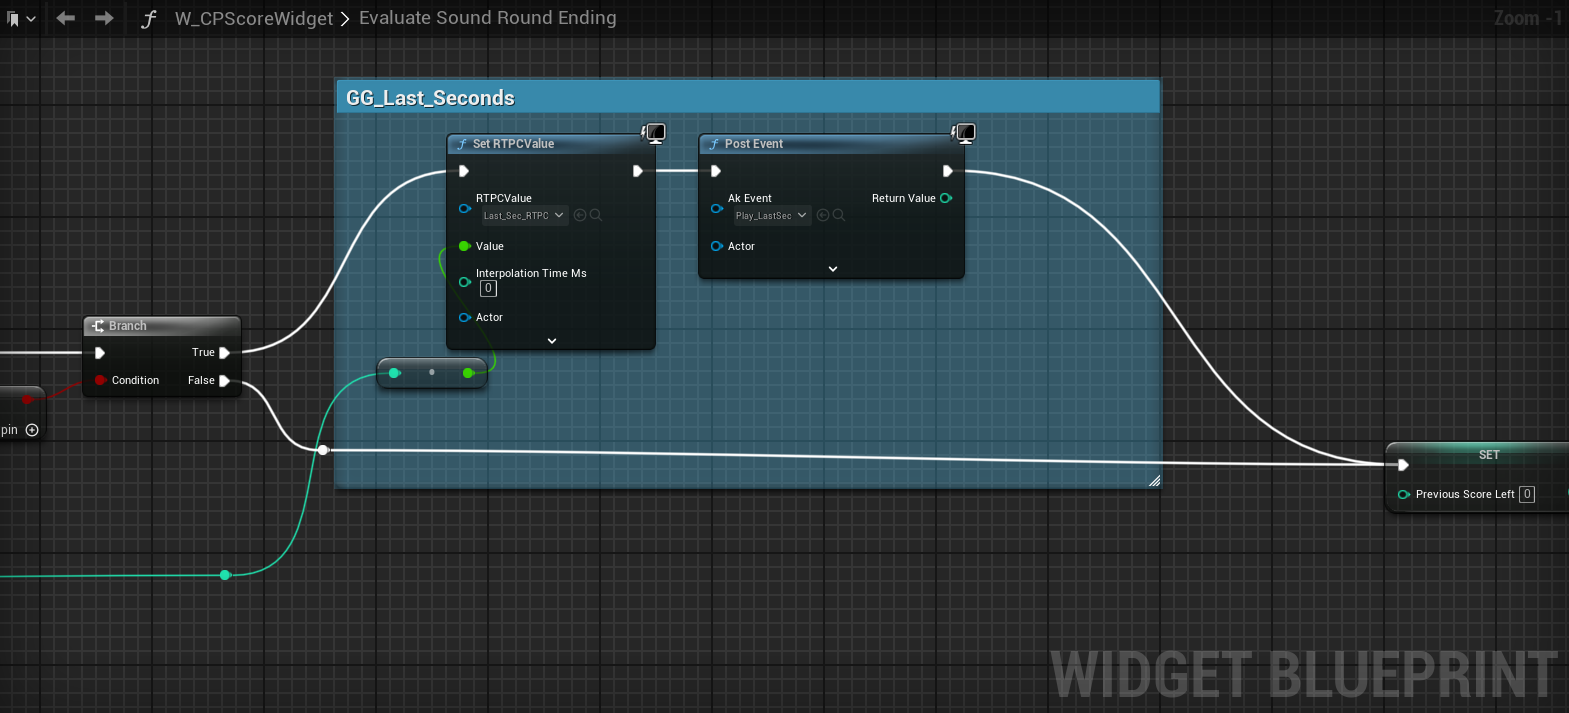 W_CPScoreWidget > Evaluate Sound Round Ending
Zoom -1
GG_Last_Seconds
Set RTPCValue
RTPCValue
Last_Sec_RTPC
Value
Interpolation Time Ms
0
Actor
Post Event
Ak Event
Return Value
Play_LastSec
Actor
Branch
True
Condition
False
pin
SET
Previous Score Left 0
WIDGET BLUEPRINT